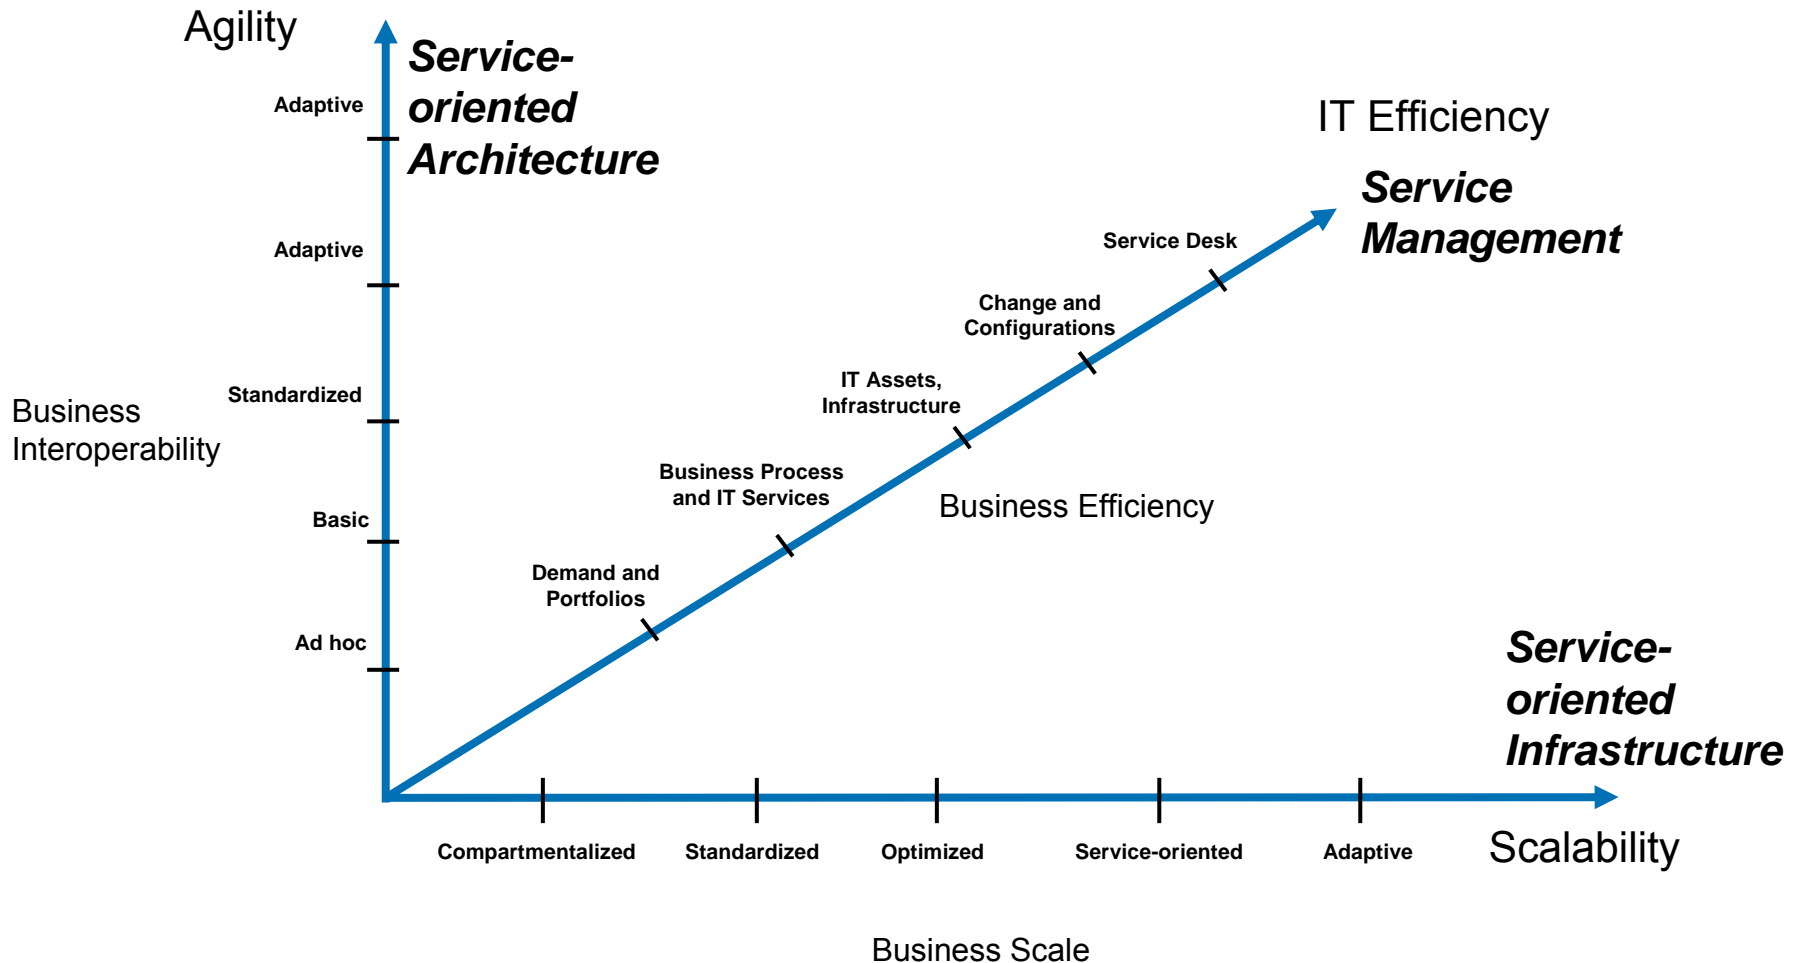 Agility
Service-
oriented
Architecture
Adaptive
Adaptive
Standardized
Business
Interoperability
Basic
Ad hoc
IT Efficiency
Service
Management
Service Desk
Change and
Configurations
IT Assets,
Infrastructure
Business Process
and IT Services
Business Efficiency
Demand and
Portfolios
Service-
oriented
Infrastructure
Compartmentalized
Standardized
Optimized
Service-oriented
Adaptive
Scalability
Business Scale